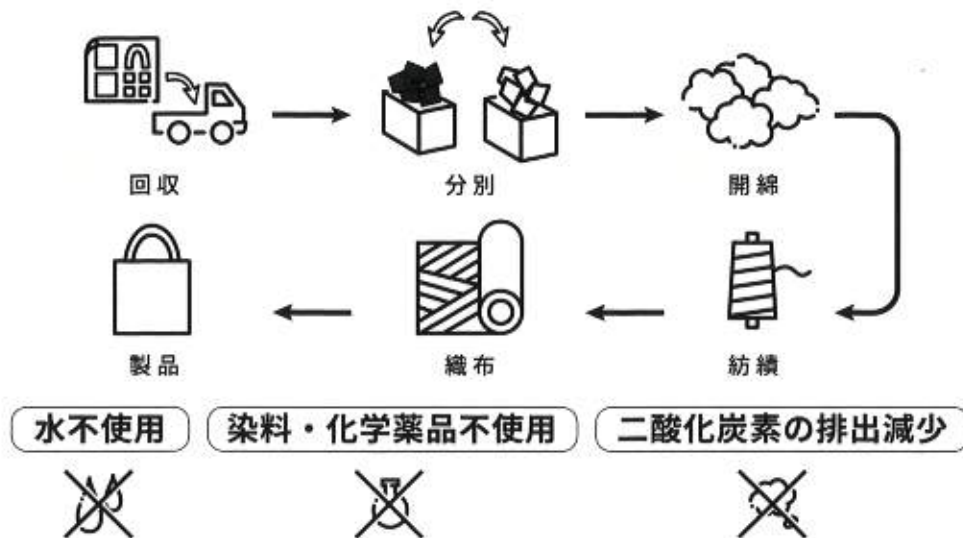 回収
分別
開綿
製品
織布
紡績
水不使用
染料・化学薬品不使用
二酸化炭素の排出減少